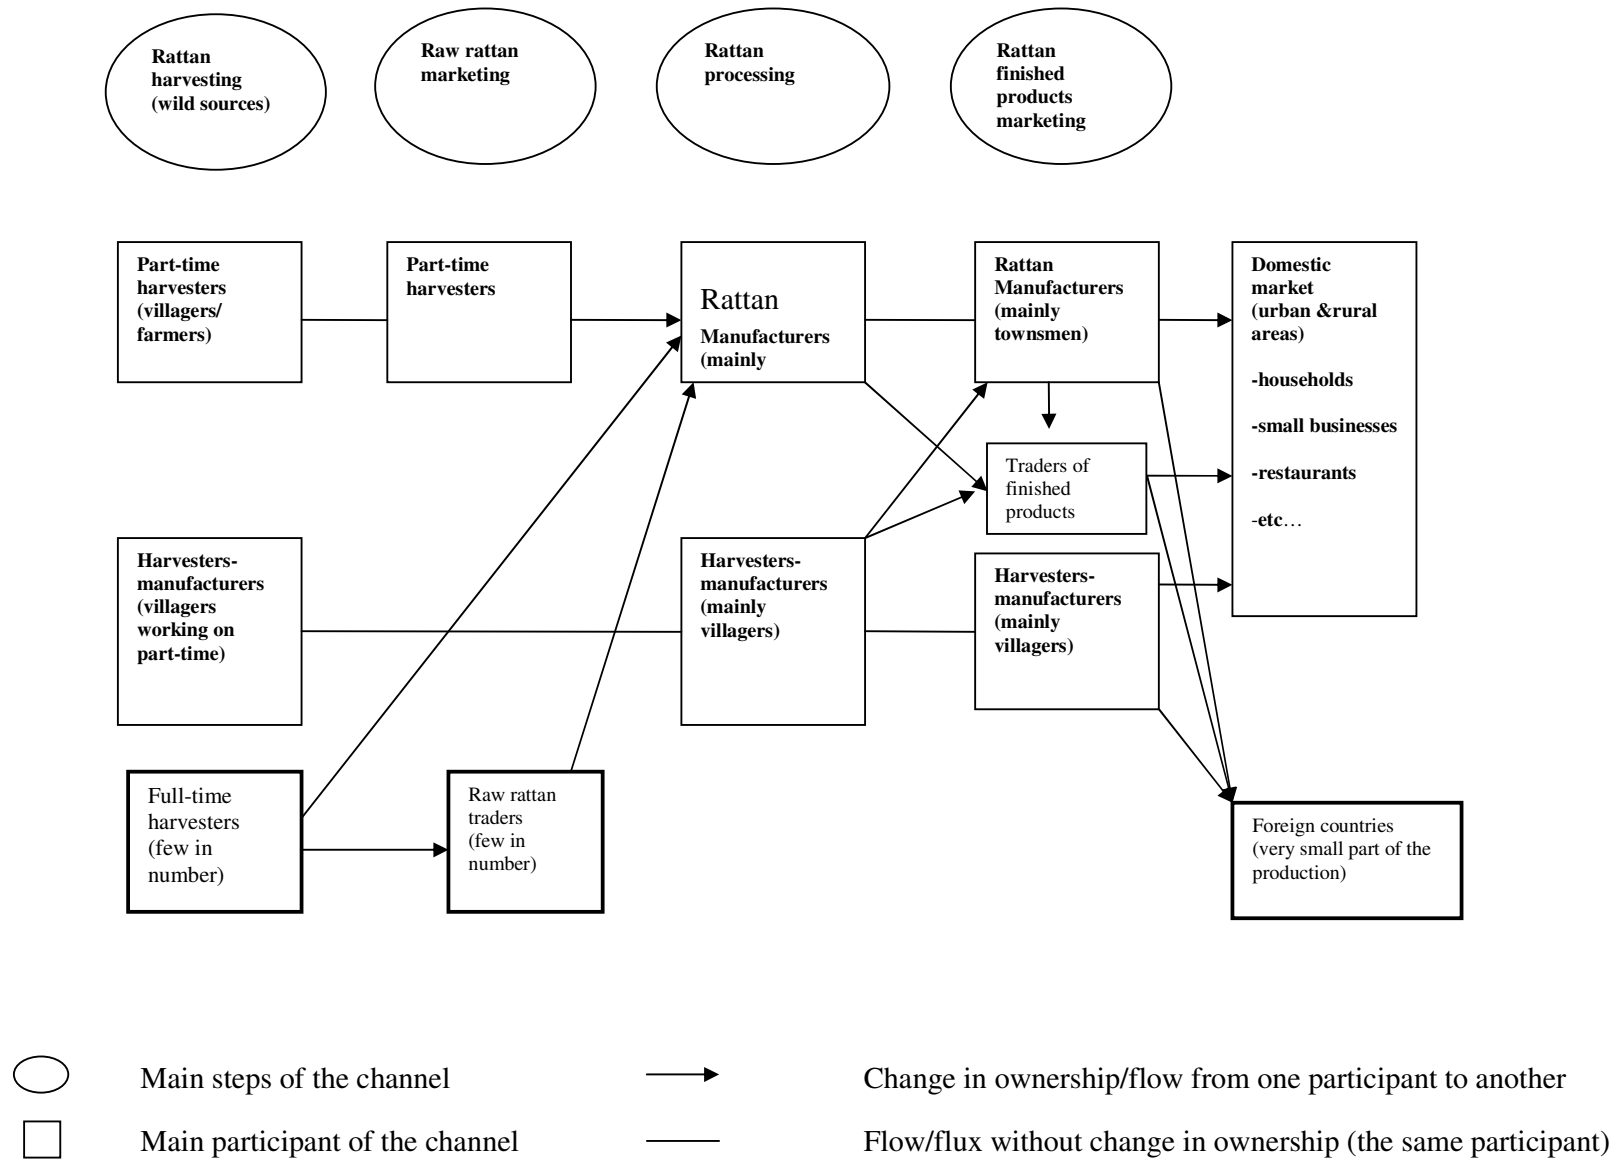 Rattan
harvesting
(wild sources)
Raw rattan
marketing
Rattan
processing
Rattan
finished
products
marketing
Part-time
harvesters
(villagers/
farmers)
Part-time
harvesters
Rattan
Manufacturers
(mainly
Rattan
Manufacturers
(mainly
townsmen)
Domestic
market
(urban &rural
areas)
-households
-small businesses
-restaurants
-etc…
Traders of
finished
products
Harvesters-
manufacturers
(villagers
working on
part-time)
Harvesters-
manufacturers
(mainly
villagers)
Harvesters-
manufacturers
(mainly
villagers)
Full-time
harvesters
(few in
number)
Raw rattan
traders
(few in
number)
Foreign countries
(very small part of the
production)
Main steps of the channel
Change in ownership/flow from one participant to another
Main participant of the channel
Flow/flux without change in ownership (the same participant)